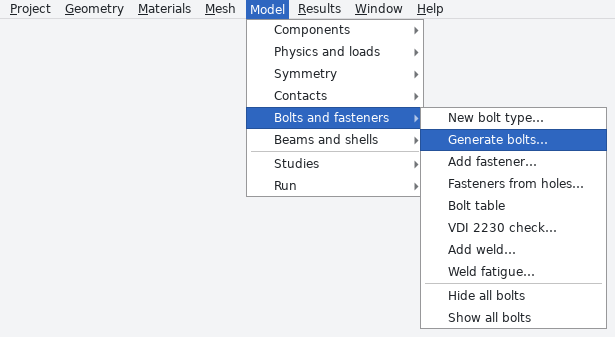 Project Geometry Materials Mesh Model Results Window Help
Components
Physics and loads
Symmetry
Contacts
Bolts and fasteners
Beams and shells
Studies
Run
New bolt type...
Generate bolts...
Add fastener...
Fasteners from holes...
Bolt table
VDI 2230 check...
Add weld...
Weld fatigue...
Hide all bolts
Show all bolts